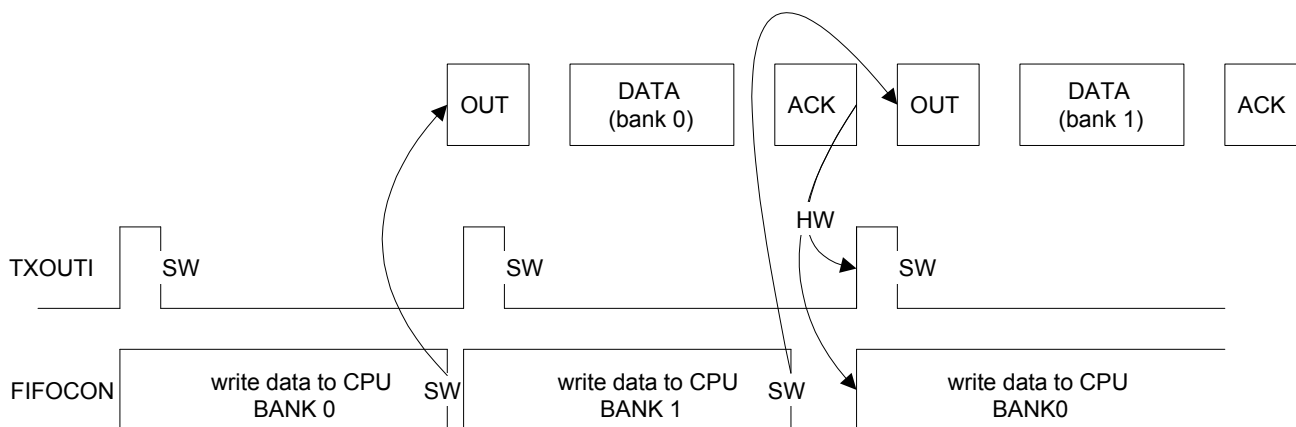 OUT DATA ACK OUT DATA ACK
(bank 0) (bank 1)
HW
TXOUTI SW SW SW
write data to CPU write data to CPU write data to CPU
FIFOCON SW SW
BANK 0 BANK 1 BANK0